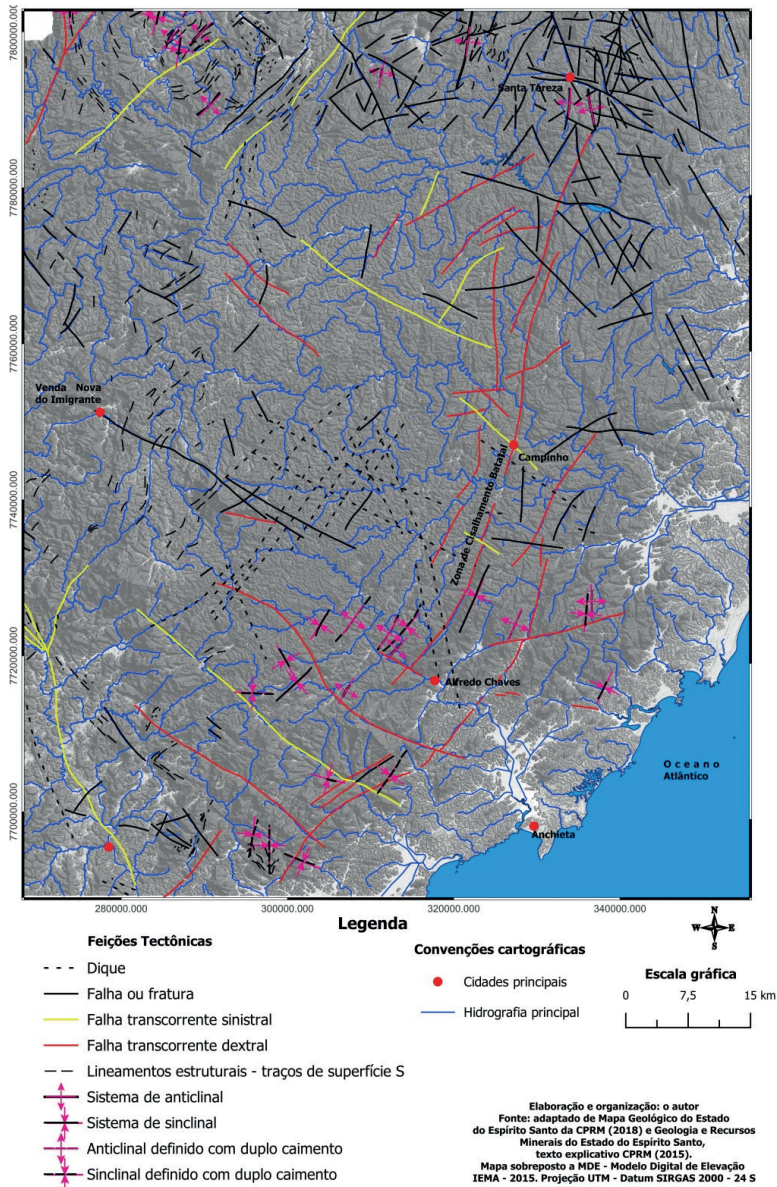 7800000.000
7780000.000
7760000.000
7740000.000
7720000.000
7700000.000
Santa Tereza
Venda Nova
do Imigrante
Campinho
Zona de Cisalhamento Batatal
Alfredo Chaves
Oceano
Atlântico
Anchieta
280000.000
300000.000
320000.000
340000.000
Legenda
Feições Tectônicas
Dique
Falha ou fratura
Falha transcorrente sinistral
Falha transcorrente dextral
Lineamentos estruturais - traços de superfície S
Sistema de anticlinal
Sistema de sinclinal
Anticlinal definido com duplo caimento
Sinclinal definido com duplo caimento
Convenções cartográficas
Cidades principais
Hidrografia principal
N
W
E
S
Escala gráfica
0 7,5 15 km
Elaboração e organização: o autor
Fonte: adaptado de Mapa Geológico do Estado
do Espírito Santo da CPRM (2018) e Geologia e Recursos
Minerais do Estado do Espírito Santo,
texto explicativo CPRM (2015).
Mapa sobreposto a MDE - Modelo Digital de Elevação
IEMA - 2015. Projeção UTM - Datum SIRGAS 2000 - 24 S